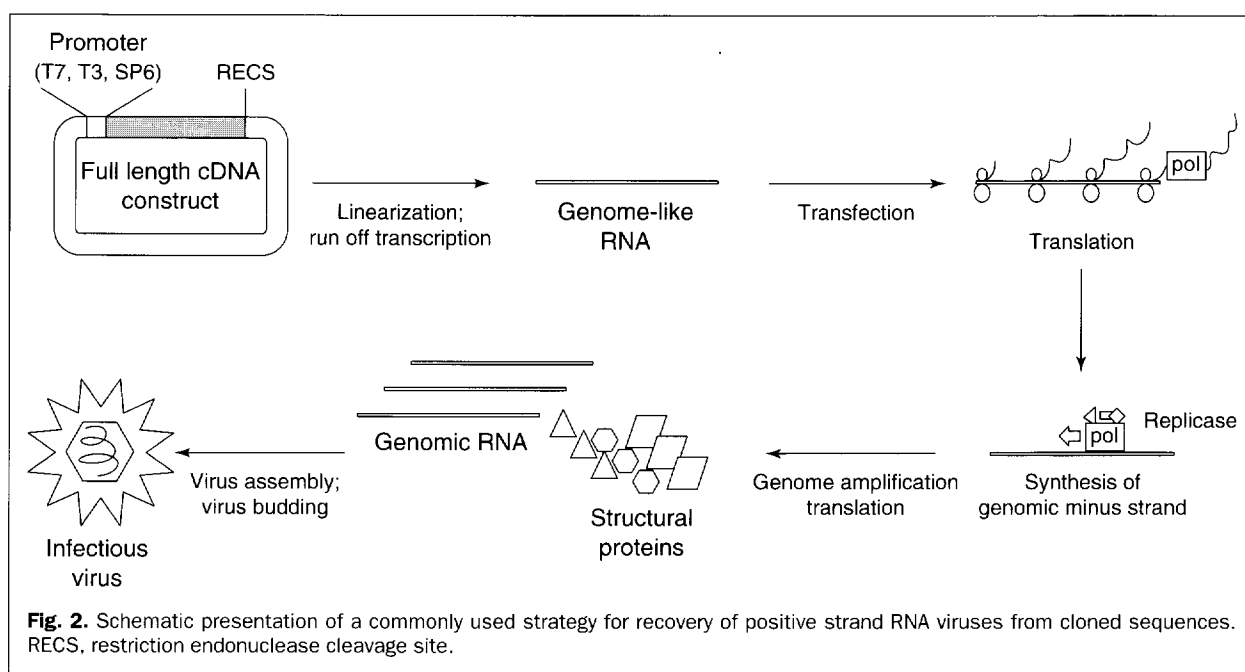 Promoter
(T7, T3, SP6)
RECS
Full length cDNA
construct
Linearization;
run off transcription
Genome-like
RNA
Transfection
pol
Translation
Replicase
pol
Synthesis of
genomic minus strand
Genome amplification
translation
Genomic RNA
Structural
proteins
Virus assembly;
virus budding
Infectious
virus
Fig. 2. Schematic presentation of a commonly used strategy for recovery of positive strand RNA viruses from cloned sequences.
RECS, restriction endonuclease cleavage site.